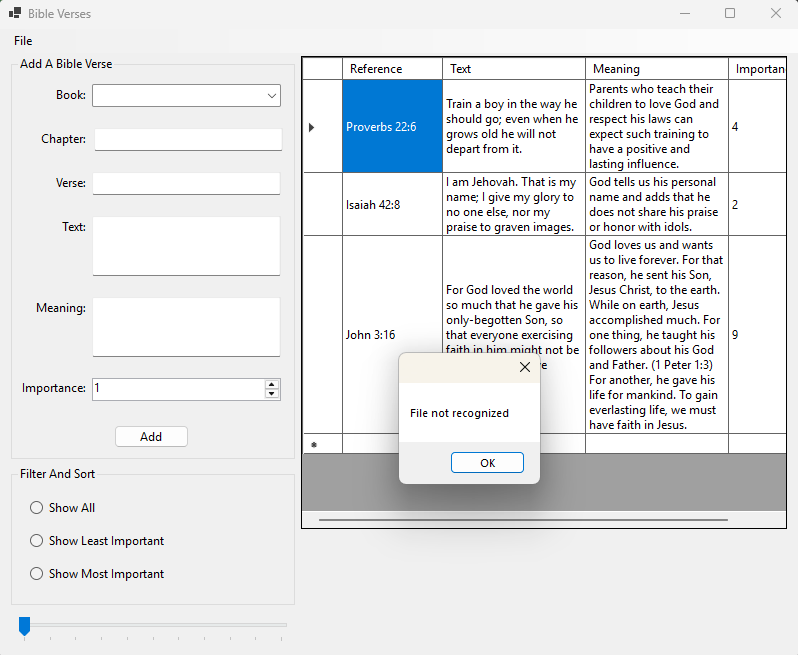 Bible Verses
File
Add A Bible Verse
Book:
Chapter:
Verse:
Text:
Meaning:
Importance: 1
Add
Filter And Sort
Show All
Show Least Important
Show Most Important
Reference Text Meaning Importan
Proverbs 22:6
Train a boy in the way he
should go; even when he
grows old he will not
depart from it.
Parents who teach their
children to love God and
respect his laws can
expect such training to
have a positive and
lasting influence.
4
Isaiah 42:8
I am Jehovah. That is my
name; I give my glory to
no one else, nor my
praise to graven images.
God tells us his personal
name and adds that he
does not share his praise
or honor with idols.
2
John 3:16
For God loved the world
so much that he gave his
only-begotten Son, so
that everyone exercising
faith in him might not be
God loves us and wants
us to live forever. For that
reason, he sent his Son,
Jesus Christ, to the earth.
While on earth, Jesus
accomplished much. For
one thing, he taught his
followers about his God
and Father. (1 Peter 1:3)
For another, he gave his
life for mankind. To gain
everlasting life, we must
have faith in Jesus.
9
File not recognized
OK